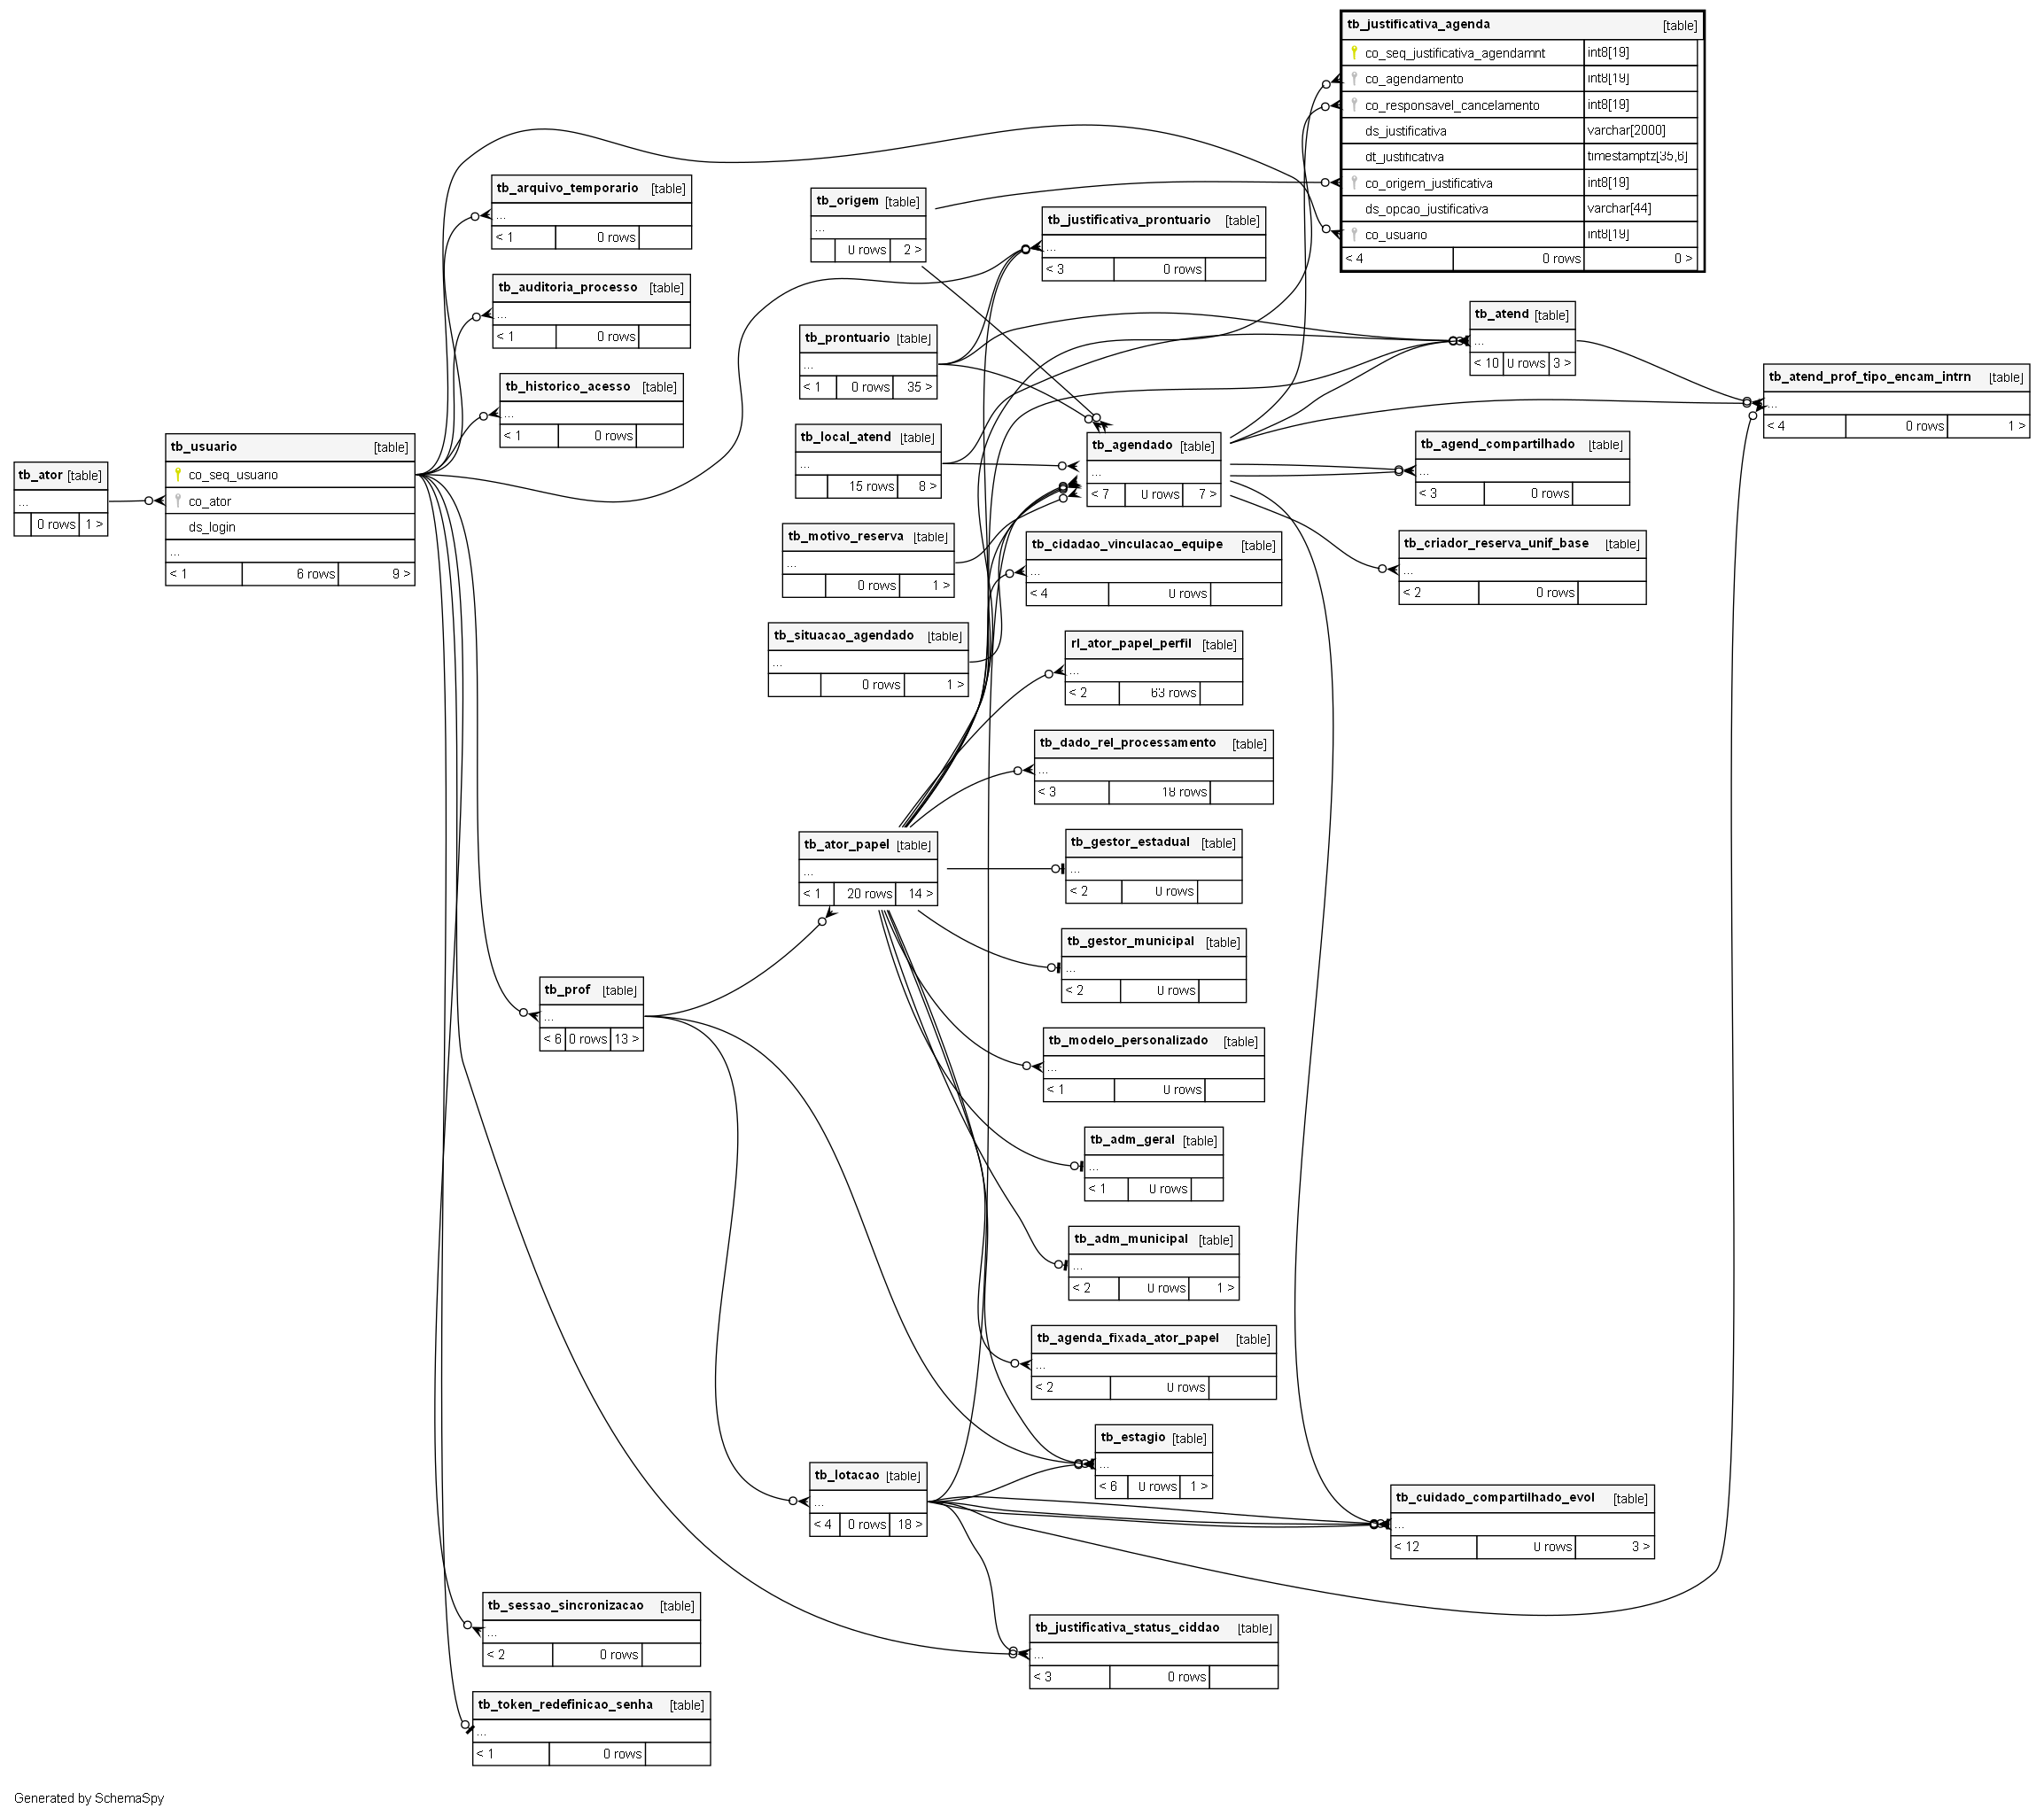 tb_justificativa_agenda [table]
co_seq_justificativa_agendamnt int8[19]
co_agendamento int8[19]
co_responsavel_cancelamento int8[19]
ds_justificativa varchar[2000]
dt_justificativa timestamptz[35,6]
co_origem_justificativa int8[19]
ds_opcao_justificativa varchar[44]
co_usuario int8[19]
< 4 0 rows 0 >
tb_arquivo_temporario [table]
...
< 1 0 rows
tb_origem [table]
...
0 rows 2 >
tb_justificativa_prontuario [table]
...
< 3 0 rows
tb_auditoria_processo [table]
...
< 1 0 rows
tb_prontuario [table]
...
< 1 0 rows 35 >
tb_atend [table]
...
< 10 0 rows 3 >
tb_atend_prof_tipo_encam_intrn [table]
...
< 4 0 rows 1 >
tb_historico_acesso [table]
...
< 1 0 rows
tb_usuario [table]
co_seq_usuario
co_ator
ds_login
...
< 1 6 rows 9 >
tb_ator [table]
...
0 rows 1 >
tb_local_atend [table]
...
15 rows 8 >
tb_agendado [table]
...
< 7 0 rows 7 >
tb_agend_compartilhado [table]
...
< 3 0 rows
tb_motivo_reserva [table]
...
0 rows 1 >
tb_cidadao_vinculacao_equipe [table]
...
< 4 0 rows
tb_criador_reserva_unif_base [table]
...
< 2 0 rows
tb_situacao_agendado [table]
...
0 rows 1 >
rl_ator_papel_perfil [table]
...
< 2 63 rows
tb_dado_rel_processamento [table]
...
< 3 18 rows
tb_ator_papel [table]
...
< 1 20 rows 14 >
tb_gestor_estadual [table]
...
< 2 0 rows
tb_gestor_municipal [table]
...
< 2 0 rows
tb_prof [table]
...
< 6 0 rows 13 >
tb_modelo_personalizado [table]
...
< 1 0 rows
tb_adm_geral [table]
...
< 1 0 rows
tb_adm_municipal [table]
...
< 2 0 rows 1 >
tb_agenda_fixada_ator_papel [table]
...
< 2 0 rows
tb_estagio [table]
...
< 6 0 rows 1 >
tb_lotacao [table]
...
< 4 0 rows 18 >
tb_cuidado_compartilhado_evol [table]
...
< 12 0 rows 3 >
tb_sessao_sincronizacao [table]
...
< 2 0 rows
tb_justificativa_status_ciddao [table]
...
< 3 0 rows
tb_token_redefinicao_senha [table]
...
< 1 0 rows
Generated by SchemaSpy